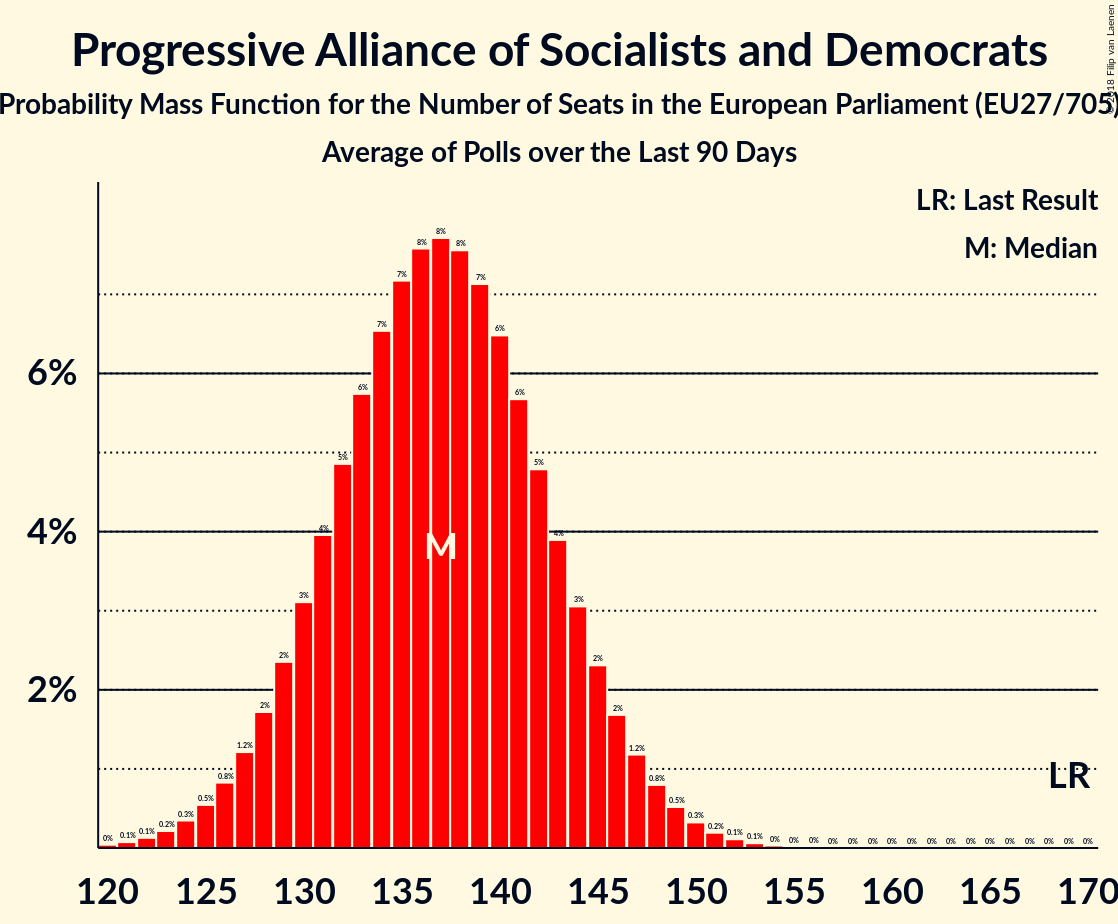 Progressive Alliance of Socialists and Democrats
Probability Mass Function for the Number of Seats in the European Parliament (EU27/705)
Average of Polls over the Last 90 Days
© 2018 Filip van Laenen
LR: Last Result
M: Median
6%
4%
2%
0% 0.1% 0.1% 0.2% 0.3% 0.5% 0.8% 1.2% 2% 2% 3% 4% 5% 6% 7% 7% 8% 8% 8% 7% 6% 6% 5% 4% 3% 2% 2% 1.2% 0.8% 0.5% 0.3% 0.2% 0.1% 0.1% 0% 0% 0% 0% 0% 0% 0% 0% 0% 0% 0% 0% 0% 0% 0% 0% 0%
M
LR
120 125 130 135 140 145 150 155 160 165 170